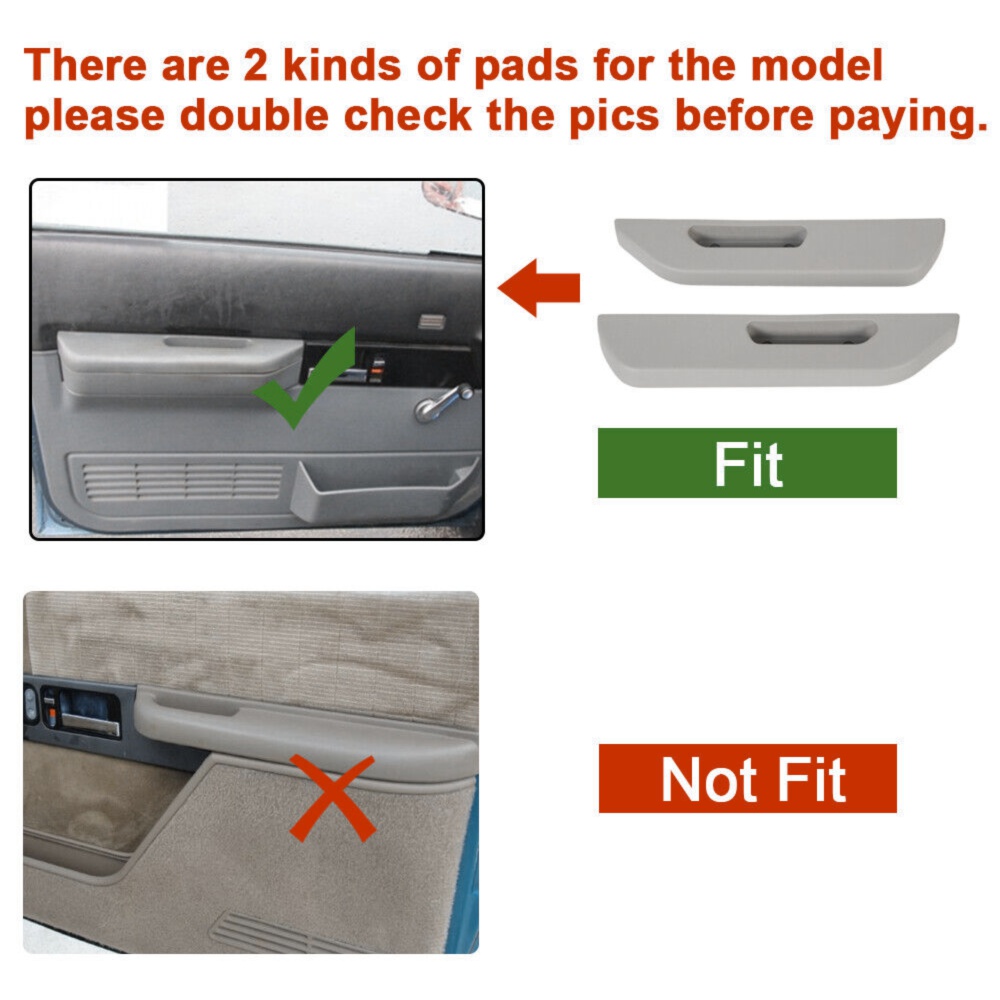 There are 2 kinds of pads for the model
please double check the pics before paying.
Fit
Not Fit